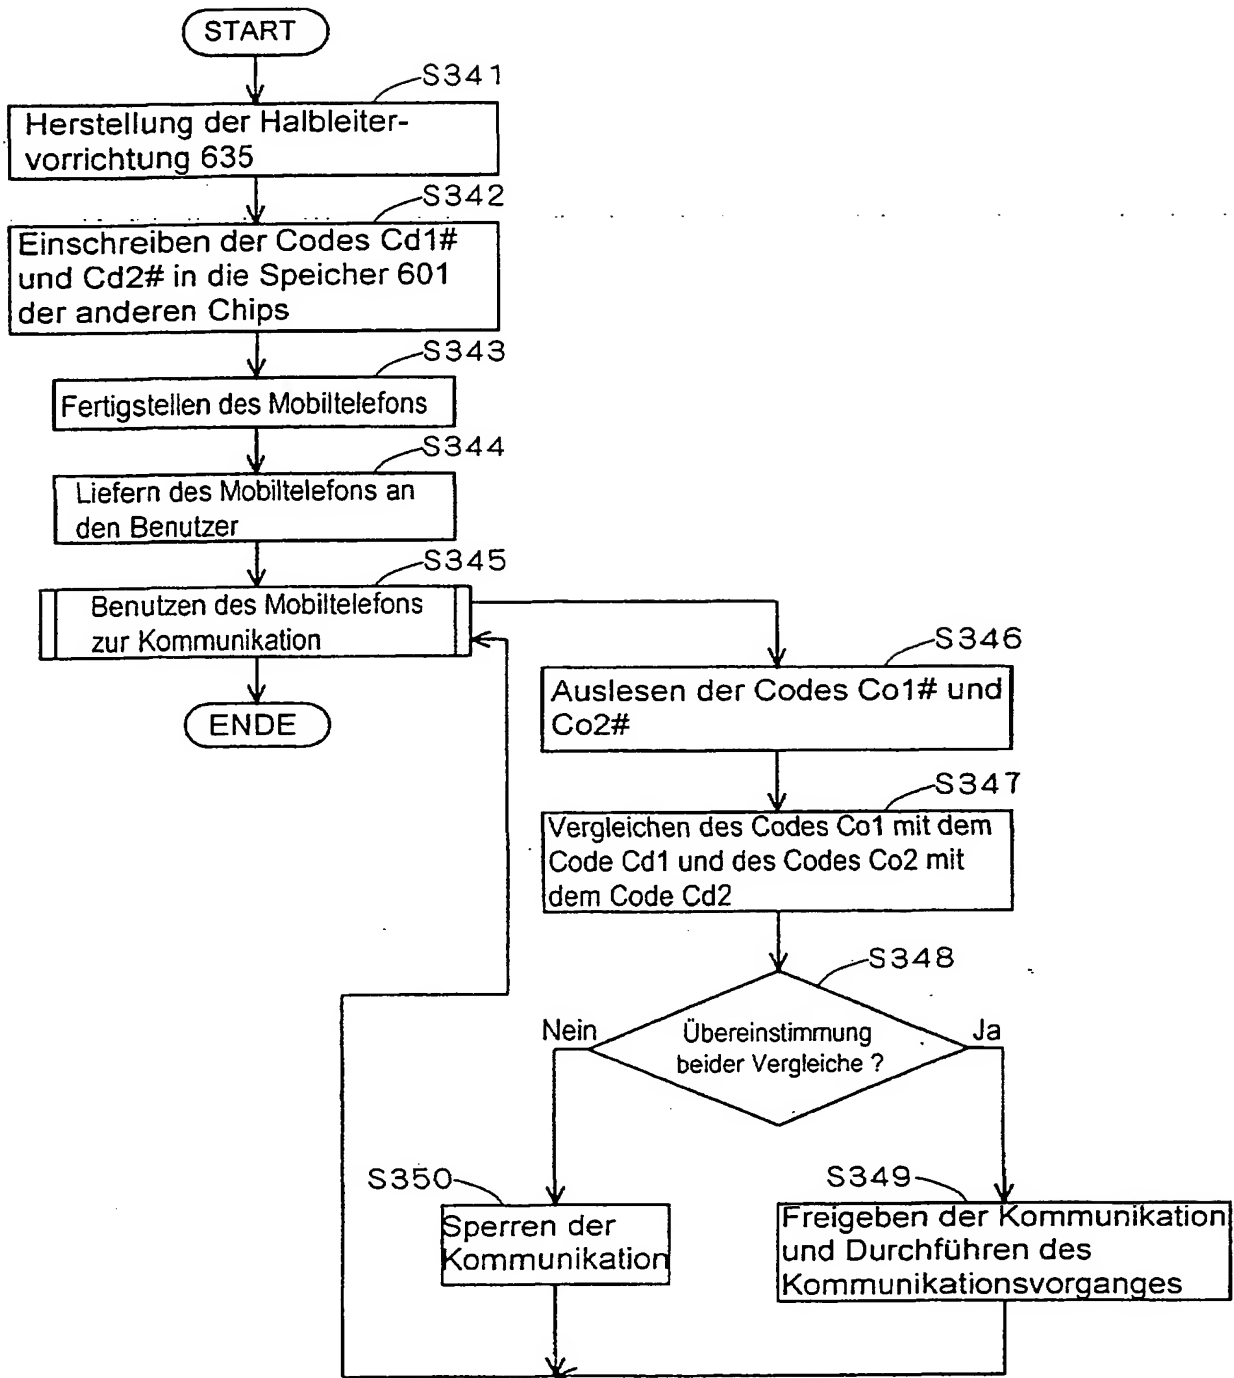 START
S341
Herstellung der Halbleiter-
vorrichtung 635
S342
Einschreiben der Codes Cd1#
und Cd2# in die Speicher 601
der anderen Chips
S343
Fertigstellen des Mobiltelefons
S344
Liefern des Mobiltelefons an
den Benutzer
S345
Benutzen des Mobiltelefons
zur Kommunikation
ENDE
S346
Auslesen der Codes Co1# und
Co2#
S347
Vergleichen des Codes Co1 mit dem
Code Cd1 und des Codes Co2 mit
dem Code Cd2
S348
Nein
Übereinstimmung
beider Vergleiche ?
Ja
S350
Sperren der
Kommunikation
S349
Freigeben der Kommunikation
und Durchführen des
Kommunikationsvorganges